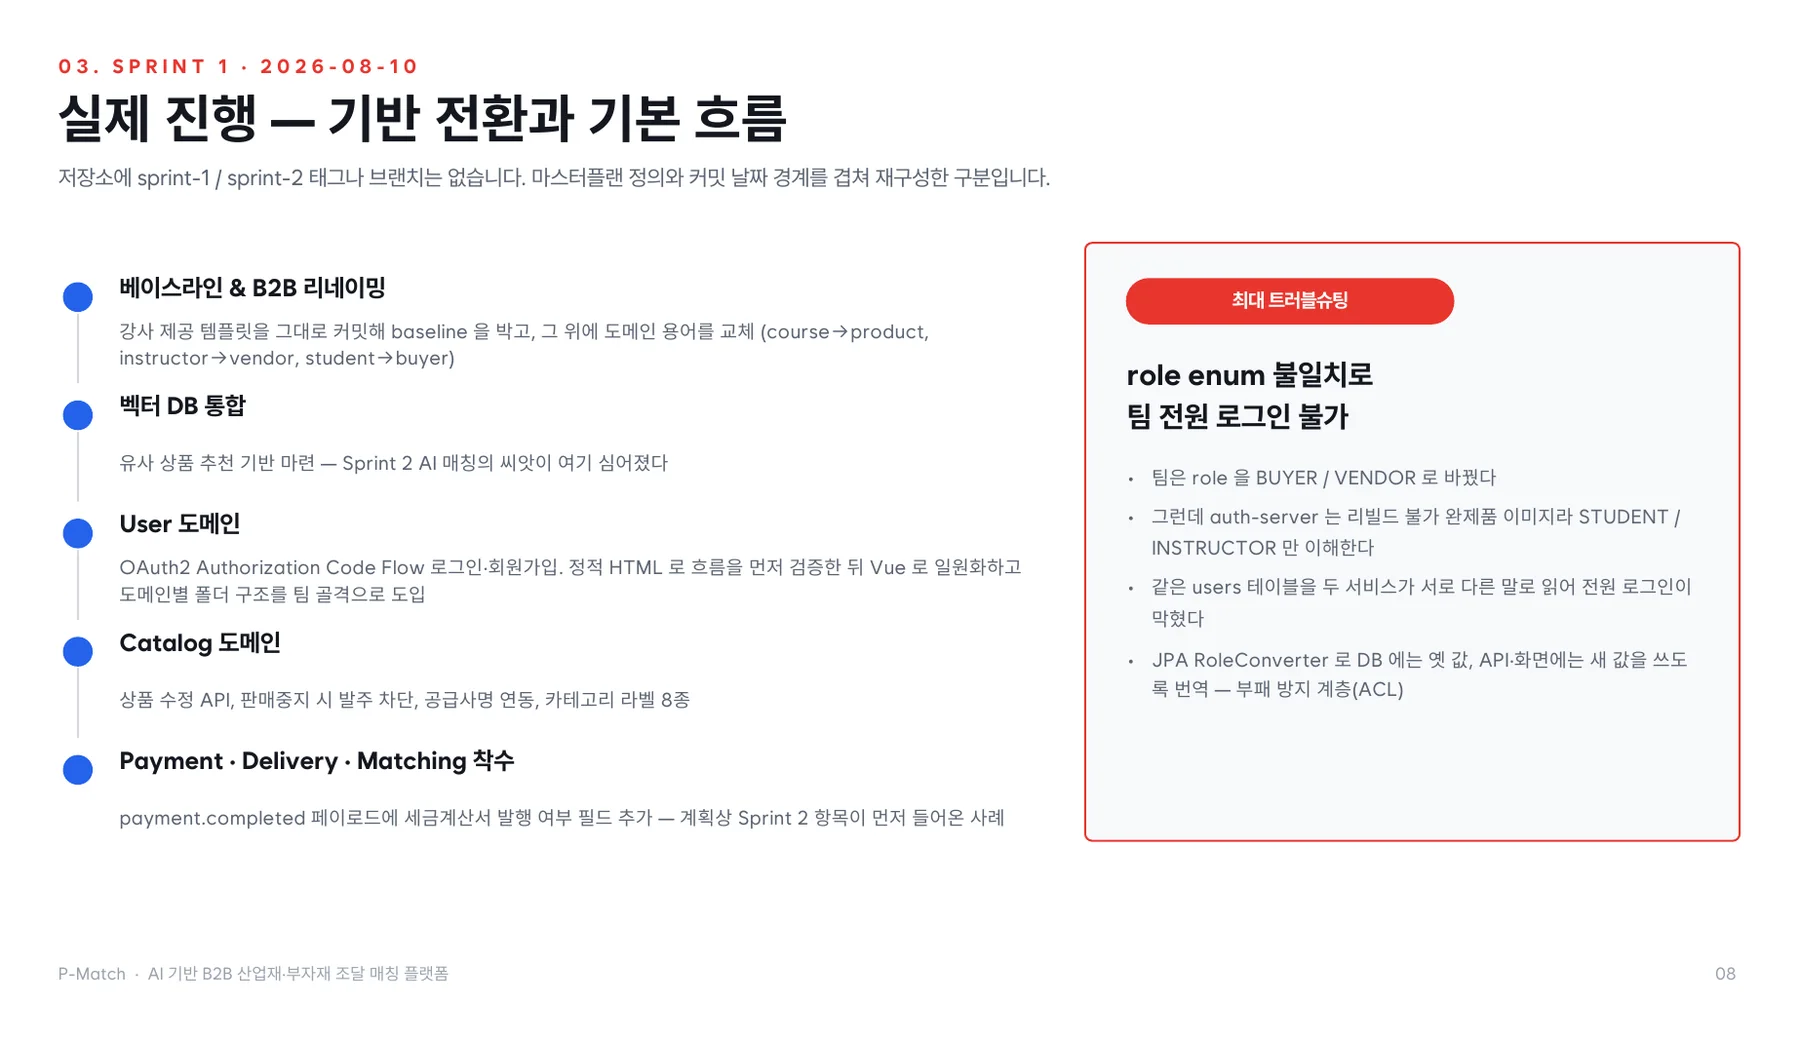 03. SPRINT 1 · 2026-08-10
실제 진행 — 기반 전환과 기본 흐름
저장소에 sprint-1 / sprint-2 태그나 브랜치는 없습니다. 마스터플랜 정의와 커밋 날짜 경계를 겹쳐 재구성한 구분입니다.
베이스라인 & B2B 리네이밍
강사 제공 템플릿을 그대로 커밋해 baseline 을 박고, 그 위에 도메인 용어를 교체 (course→product,
instructor→vendor, student→buyer)
벡터 DB 통합
유사 상품 추천 기반 마련 — Sprint 2 AI 매칭의 씨앗이 여기 심어졌다
User 도메인
OAuth2 Authorization Code Flow 로그인·회원가입. 정적 HTML 로 흐름을 먼저 검증한 뒤 Vue 로 일원화하고
도메인별 폴더 구조를 팀 골격으로 도입
Catalog 도메인
상품 수정 API, 판매중지 시 발주 차단, 공급사명 연동, 카테고리 라벨 8종
Payment · Delivery · Matching 착수
payment.completed 페이로드에 세금계산서 발행 여부 필드 추가 — 계획상 Sprint 2 항목이 먼저 들어온 사례
최대 트러블슈팅
role enum 불일치로
팀 전원 로그인 불가
• 팀은 role 을 BUYER / VENDOR 로 바꿨다
• 그런데 auth-server 는 리빌드 불가 완제품 이미지라 STUDENT /
INSTRUCTOR 만 이해한다
• 같은 users 테이블을 두 서비스가 서로 다른 말로 읽어 전원 로그인이
막혔다
• JPA RoleConverter 로 DB 에는 옛 값, API·화면에는 새 값을 쓰도
록 번역 — 부패 방지 계층(ACL)
P-Match · AI 기반 B2B 산업재·부자재 조달 매칭 플랫폼
08